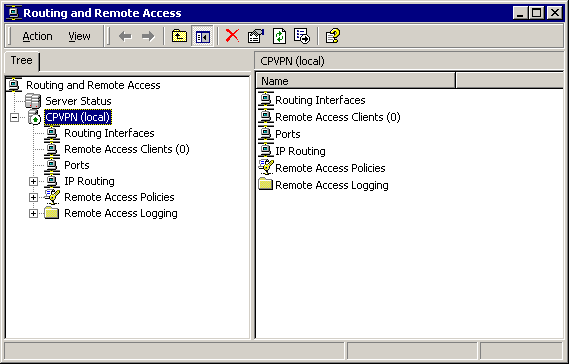 Routing and Remote Access
Action View
Tree
CPVPN (local)
Routing and Remote Access
Server Status
CPVPN (local)
Routing Interfaces
Remote Access Clients (0)
Ports
IP Routing
Remote Access Policies
Remote Access Logging
Name
Routing Interfaces
Remote Access Clients (0)
Ports
IP Routing
Remote Access Policies
Remote Access Logging